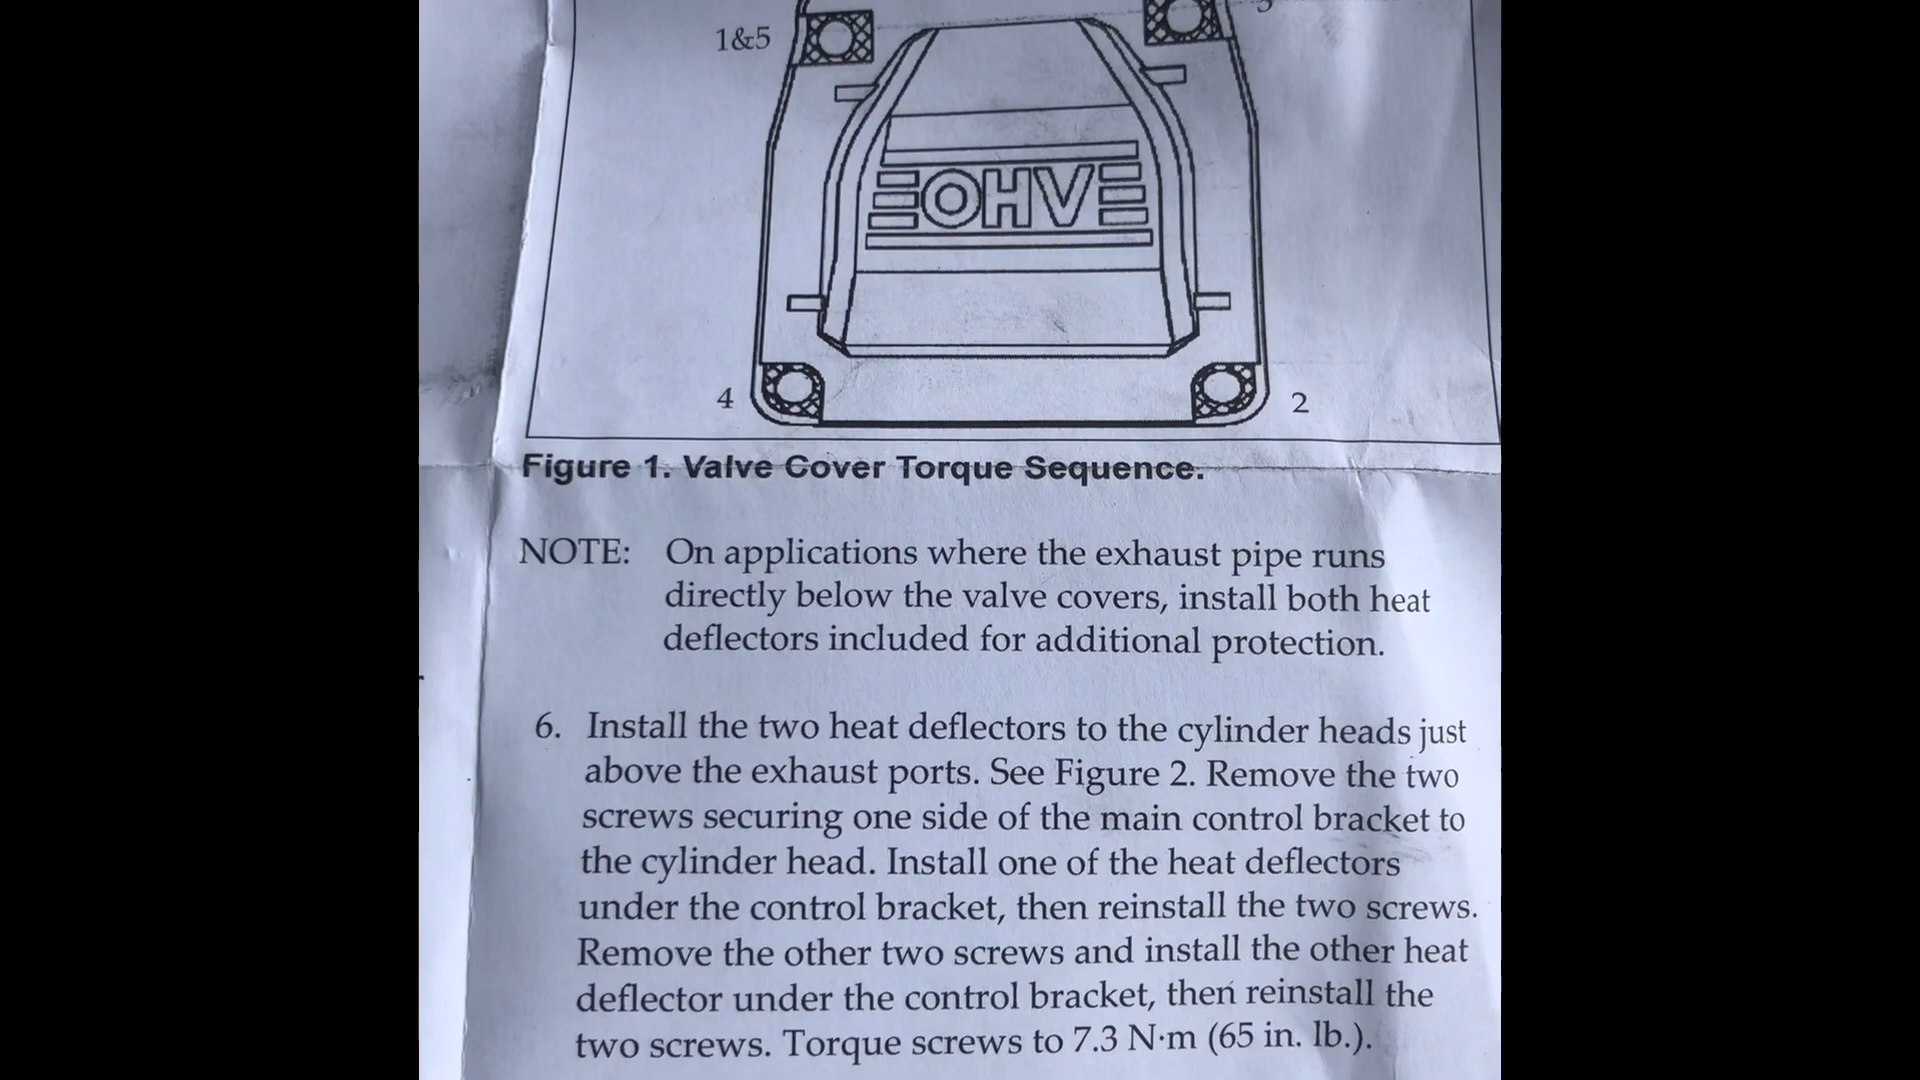 1&5
3
OHV
4
2
Figure 1. Valve Cover Torque Sequence.
NOTE: On applications where the exhaust pipe runs
directly below the valve covers, install both heat
deflectors included for additional protection.
6. Install the two heat deflectors to the cylinder heads just
above the exhaust ports. See Figure 2. Remove the two
screws securing one side of the main control bracket to
the cylinder head. Install one of the heat deflectors
under the control bracket, then reinstall the two screws.
Remove the other two screws and install the other heat
deflector under the control bracket, then reinstall the
two screws. Torque screws to 7.3 N·m (65 in. lb.).